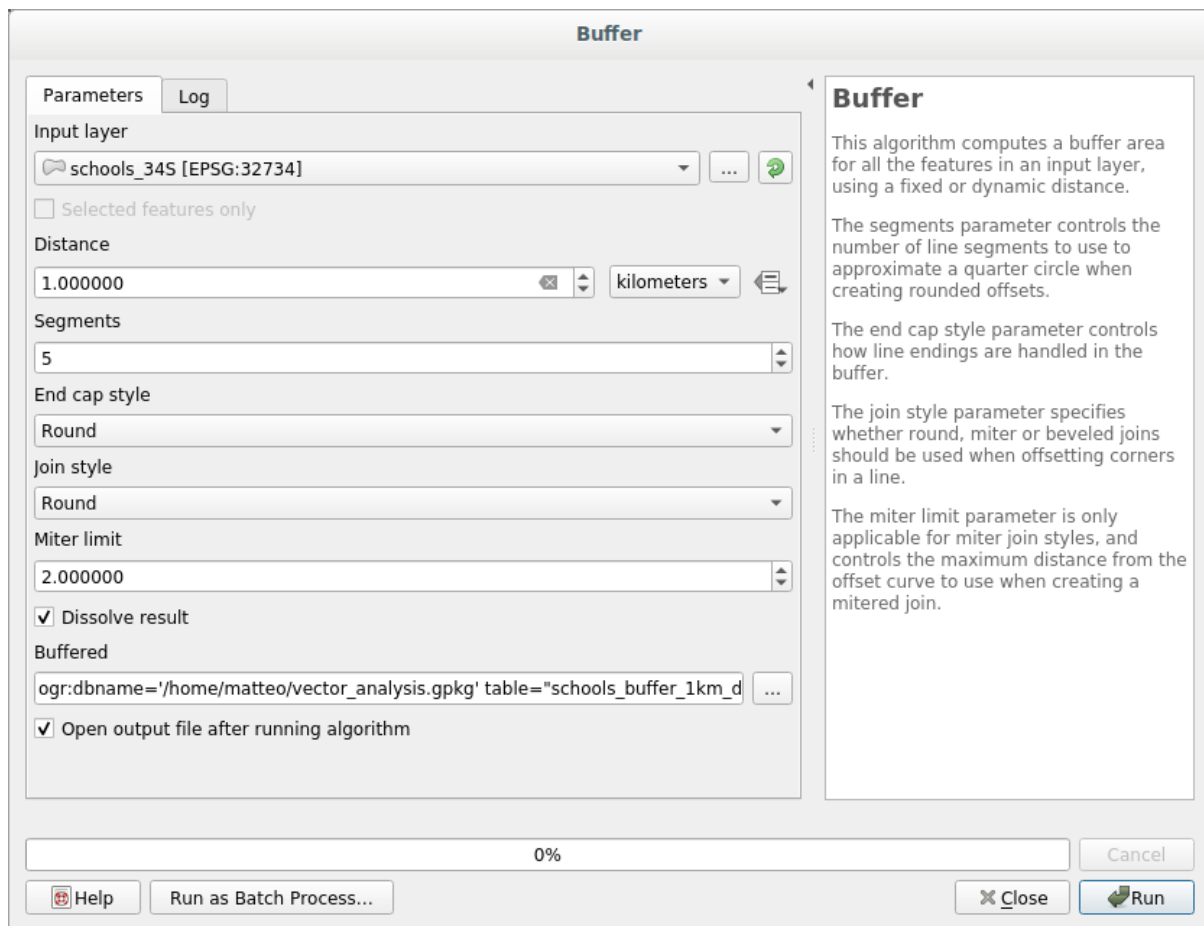 Buffer
Parameters
Log
Input layer
schools_34S [EPSG:32734]
...
Selected features only
Distance
1.000000
kilometers
Segments
5
End cap style
Round
Join style
Round
Miter limit
2.000000
Dissolve result
Buffered
ogr:dbname='/home/matteo/vector_analysis.gpkg' table="schools_buffer_1km_d
...
Open output file after running algorithm
Buffer
This algorithm computes a buffer area
for all the features in an input layer,
using a fixed or dynamic distance.
The segments parameter controls the
number of line segments to use to
approximate a quarter circle when
creating rounded offsets.
The end cap style parameter controls
how line endings are handled in the
buffer.
The join style parameter specifies
whether round, miter or beveled joins
should be used when offsetting corners
in a line.
The miter limit parameter is only
applicable for miter join styles, and
controls the maximum distance from the
offset curve to use when creating a
mitered join.
0%
Cancel
Help
Run as Batch Process...
Close
Run